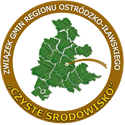 ZWIĄZEK GMIN REGIONU OSTRÓDZKO-IŁAWSKIEGO
„CZYSTE ŚRODOWISKO”